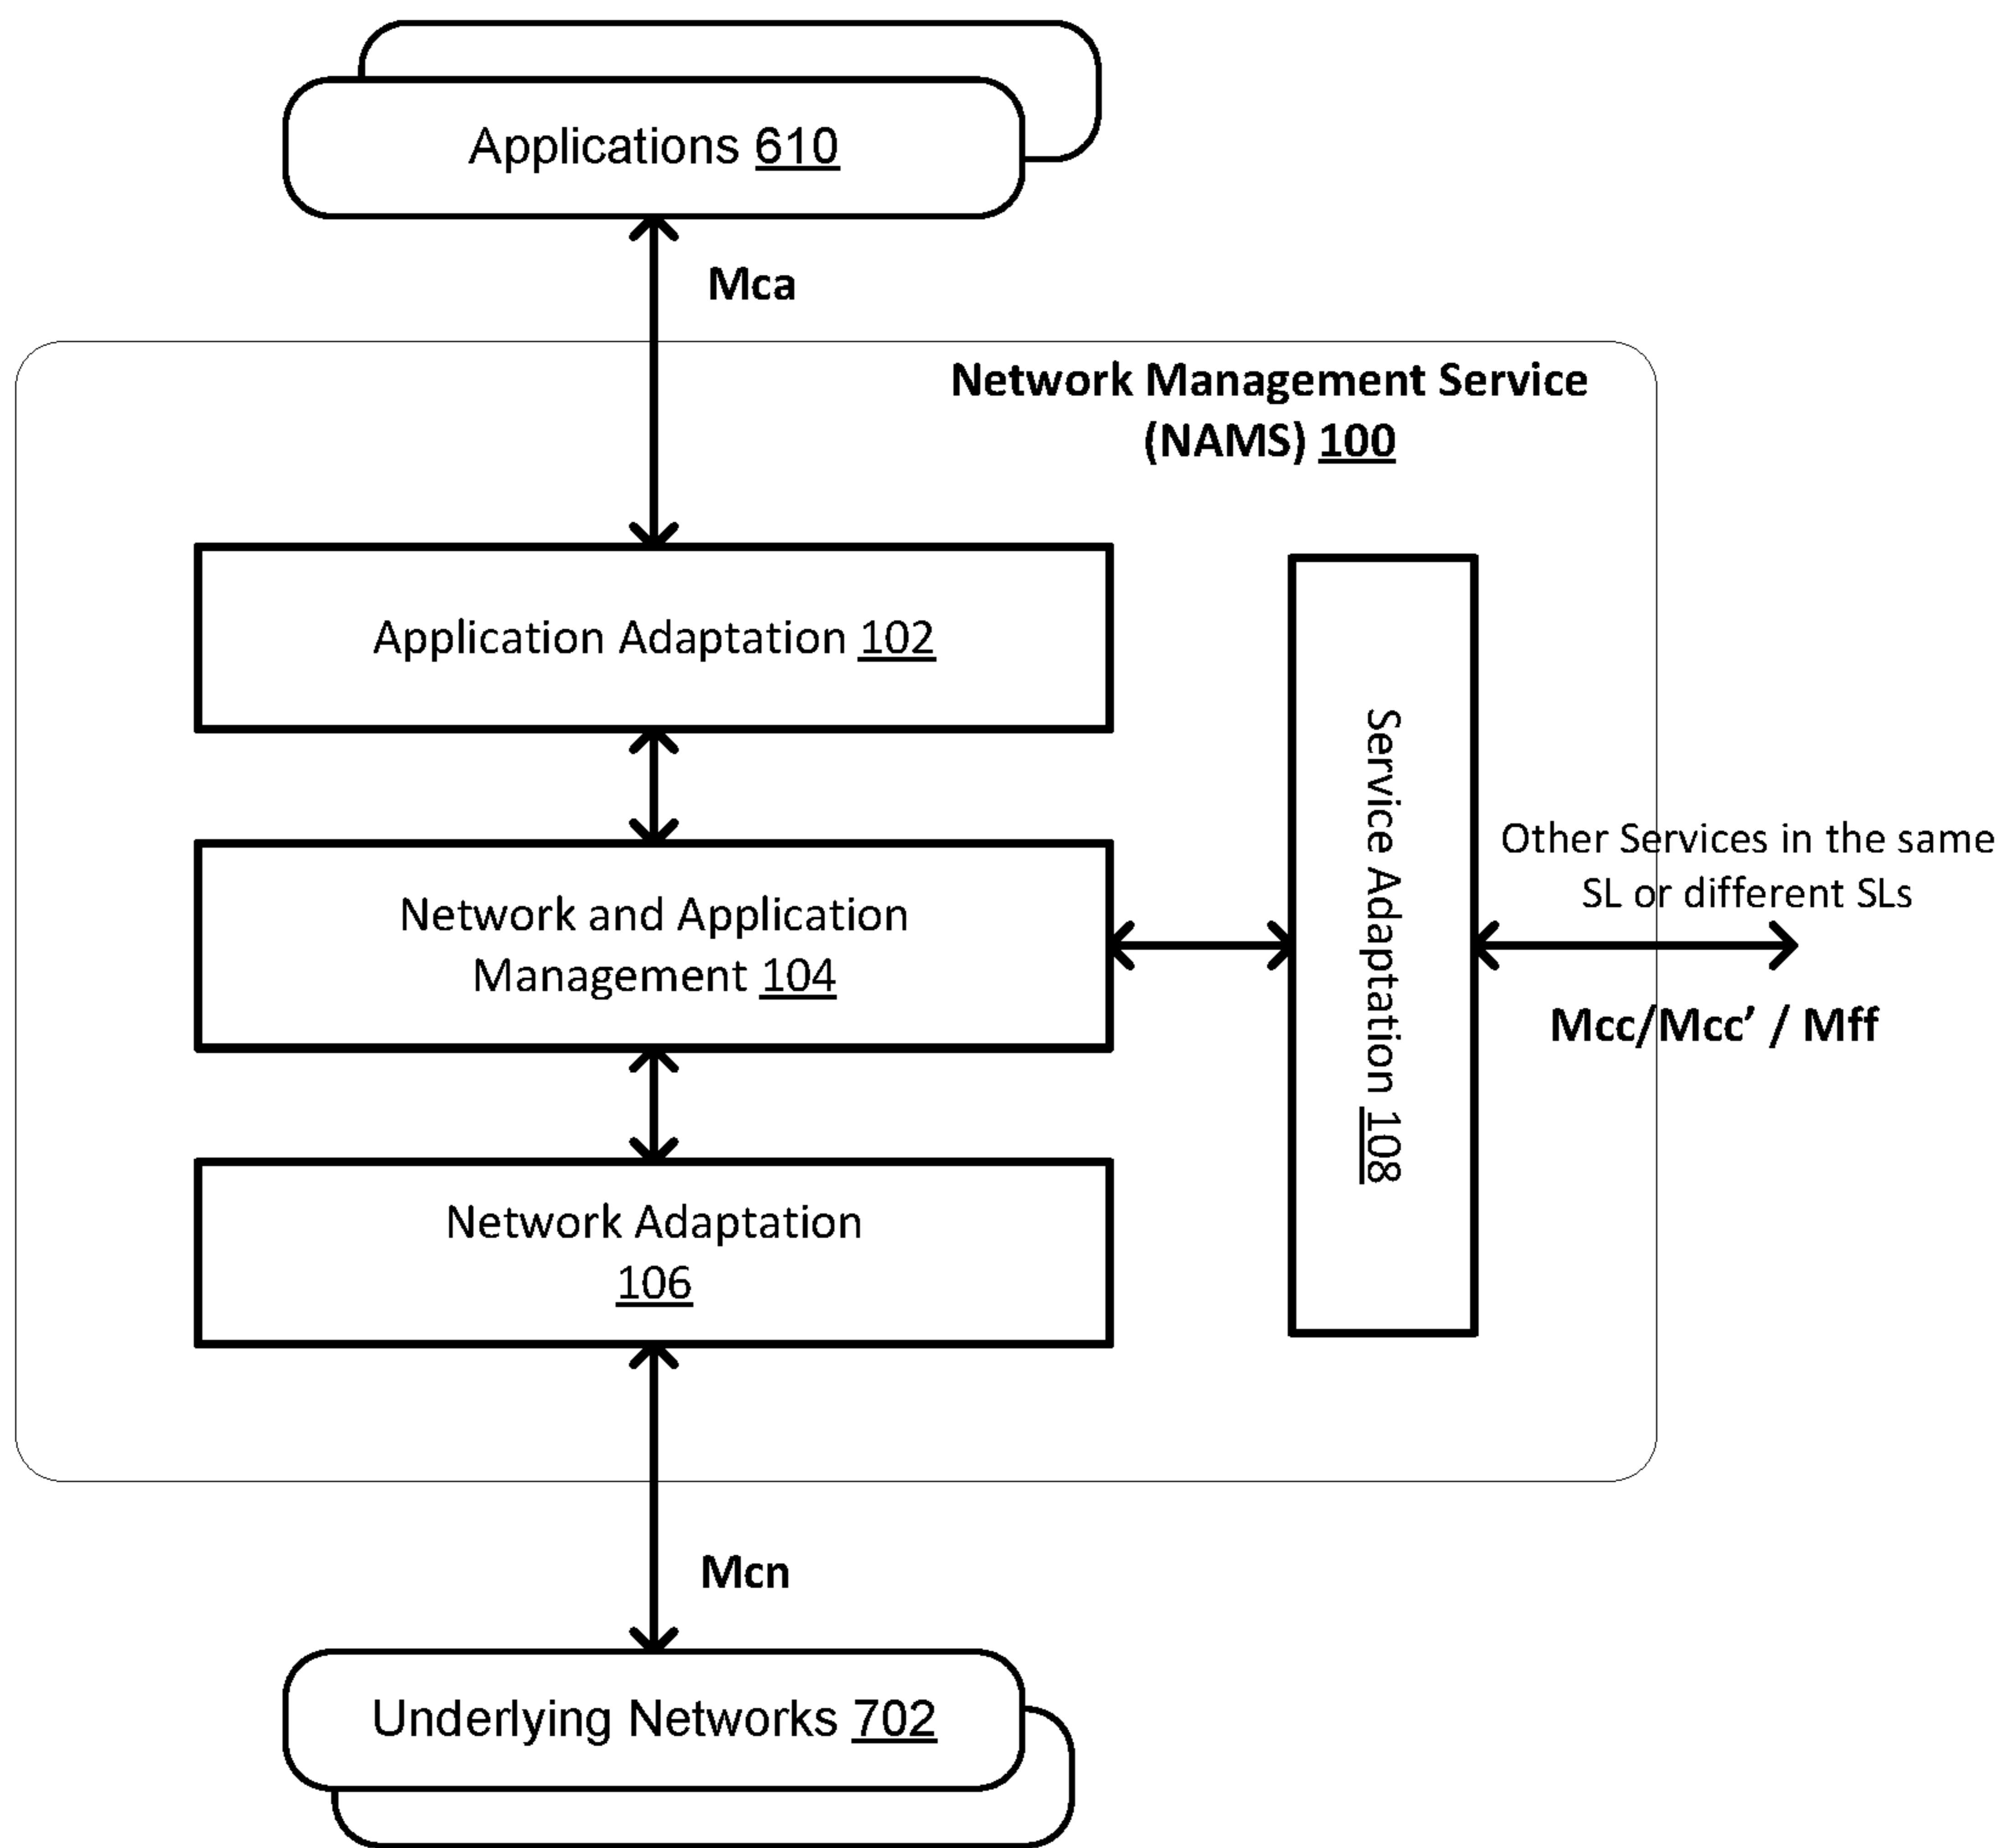 Applications 610
Mca
Network Management Service
(NAMS) 100
Application Adaptation 102
Service Adaptation 108
Other Services in the same
SL or different SLs
Network and Application
Management 104
Mcc/Mcc’ / Mff
Network Adaptation
106
Mcn
Underlying Networks 702